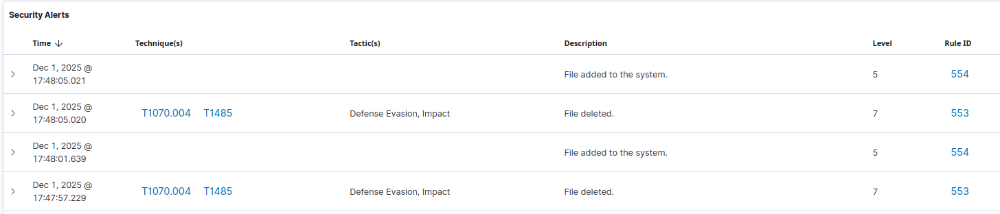 Security Alerts
Time Technique(s) Tactic(s) Description Level Rule ID
Dec 1, 2025 @
17:48:05.021 File added to the system. 5 554
Dec 1, 2025 @
17:48:05.020 T1070.004 T1485 Defense Evasion, Impact File deleted. 7 553
Dec 1, 2025 @
17:48:01.639 File added to the system. 5 554
Dec 1, 2025 @
17:47:57.229 T1070.004 T1485 Defense Evasion, Impact File deleted. 7 553